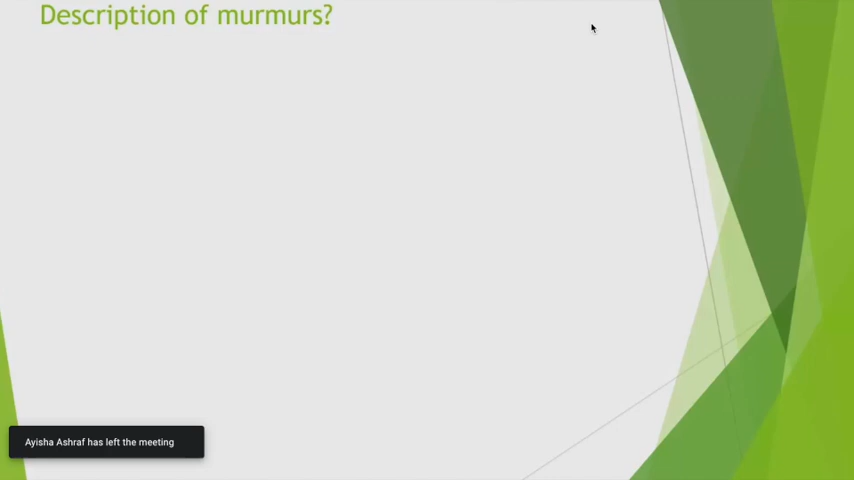 Description of murmurs?
Ayisha Ashraf has left the meeting